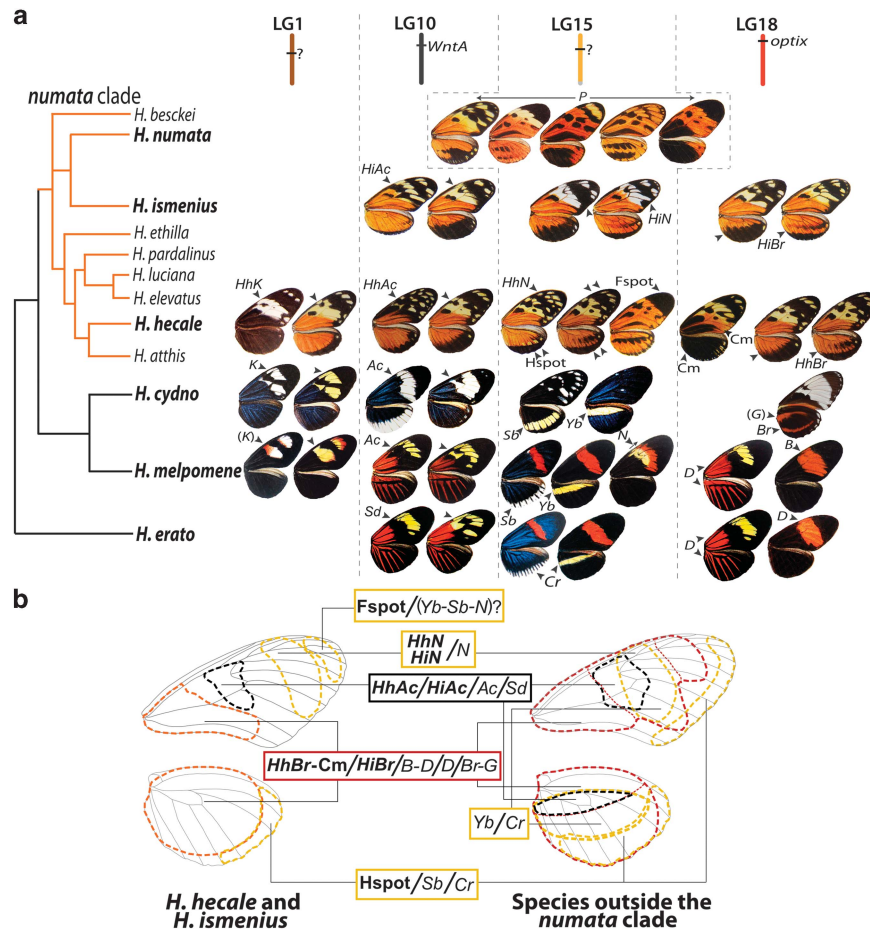 a
LG1
LG10
LG15
LG18
?
WntA
?
optix
numata clade
P
H. besckei
H. numata
HiAc
H. ismenius
HiN
HiBr
H. ethilla
H. pardalinus
H. luciana
H. elevatus
HhK
HhAc
HhN
Fspot
H. hecale
Cm
Cm
H. atthis
Hspot
HhBr
K
Ac
H. cydno
(G)
Sb
Yb
Br
N
B
(K)
Ac
D
H. melpomene
Sb
Yb
Sd
D
H. erato
D
Cr
b
Fspot/(Yb-Sb-N)?
HhN
HiN /N
HhAc/HiAc/Ac/Sd
HhBr-Cm/HiBr/B-D/D/Br-G
Yb/Cr
Hspot/Sb/Cr
H. hecale and
H. ismenius
Species outside the
numata clade